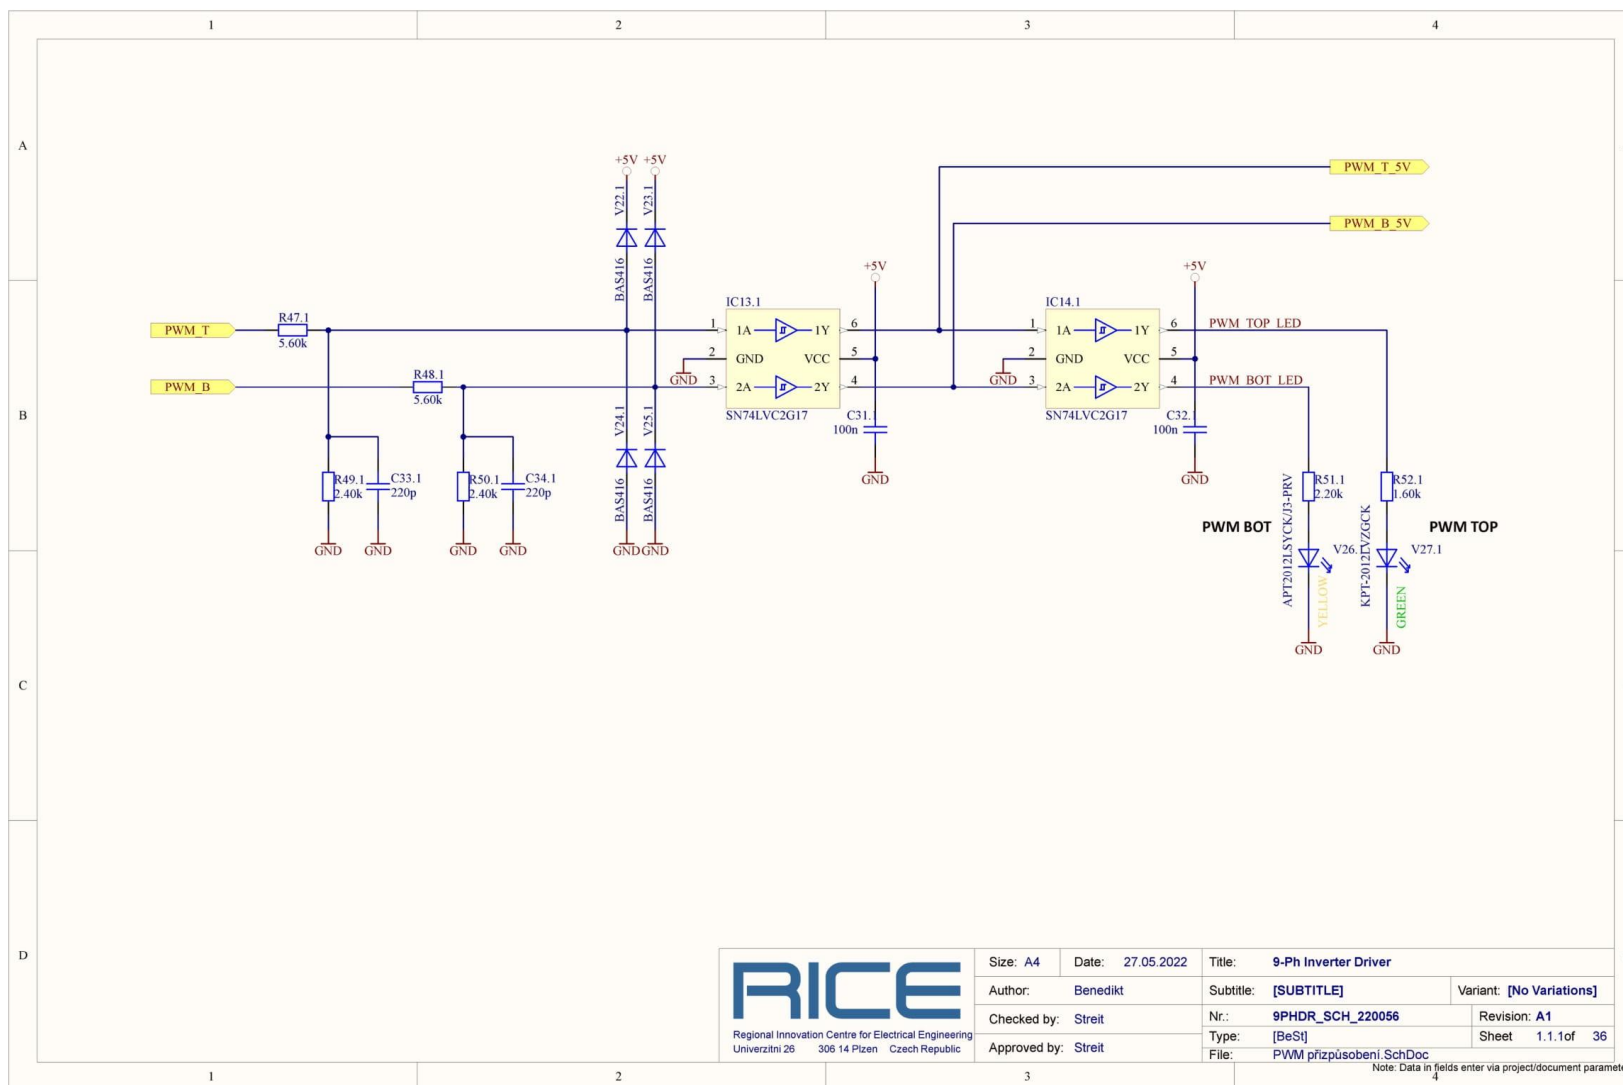 1 2 3 4
A
+5V +5V
PWM_T_5V
V22.1 V23.1
PWM_B_5V
BAS416 BAS416
+5V +5V
IC13.1 IC14.1
R47.1
PWM_T
5.60k
1 1A 1Y 6
1 1A 1Y 6 PWM TOP LED
2 GND VCC 5
2 GND VCC 5
R48.1
PWM_B
5.60k
GND 3 2A 2Y 4
GND 3 2A 2Y 4 PWM BOT LED
B
SN74LVC2G17 SN74LVC2G17
V24.1 V25.1
C31.1
100n
C32.1
100n
R49.1
2.40k
C33.1
220p
R50.1
2.40k
C34.1
220p
BAS416 BAS416
GND GND
R51.1
2.20k
R52.1
1.60k
APT2012LSYCK/J3-PRV
KPT-2012LVZGCK
PWM BOT PWM TOP
GND GND GND GND GND GND
V26. V27.1
YELLOW GREEN
GND GND
C
D
RICE
Regional Innovation Centre for Electrical Engineering
Univerzitni 26 306 14 Plzen Czech Republic
Size: A4 Date: 27.05.2022 Title: 9-Ph Inverter Driver
Author: Benedikt Subtitle: [SUBTITLE] Variant: [No Variations]
Checked by: Streit Nr.: 9PHDR_SCH_220056 Revision: A1
Approved by: Streit Type: [BeSt] Sheet 1.1.1of 36
File: PWM přizpůsobení.SchDoc
Note: Data in fields enter via project/document paramet
1 2 3 4